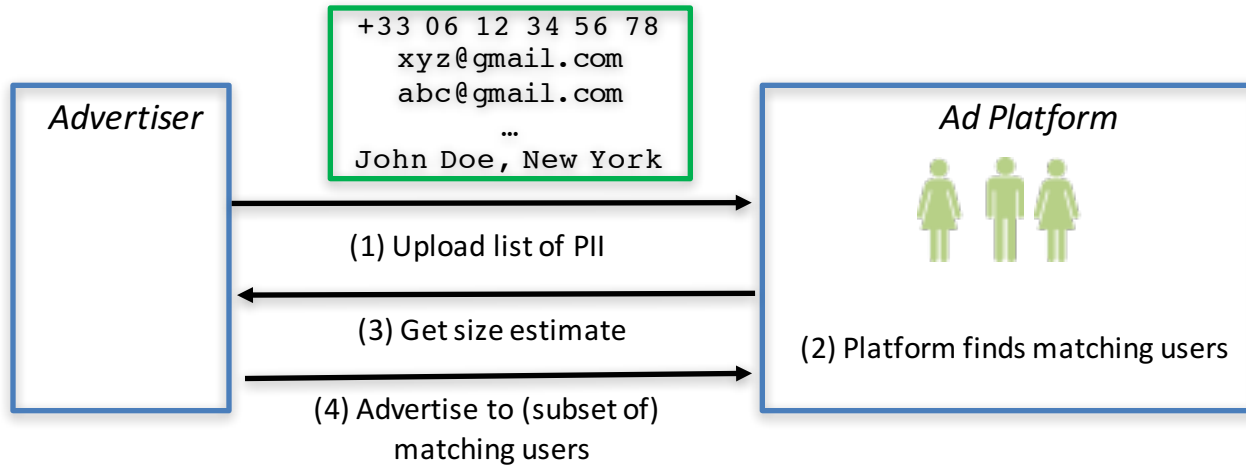 +33 06 12 34 56 78
xyz@gmail.com
abc@gmail.com
…
John Doe, New York
Advertiser
Ad Platform
(1) Upload list of PII
(3) Get size estimate
(2) Platform finds matching users
(4) Advertise to (subset of)
matching users